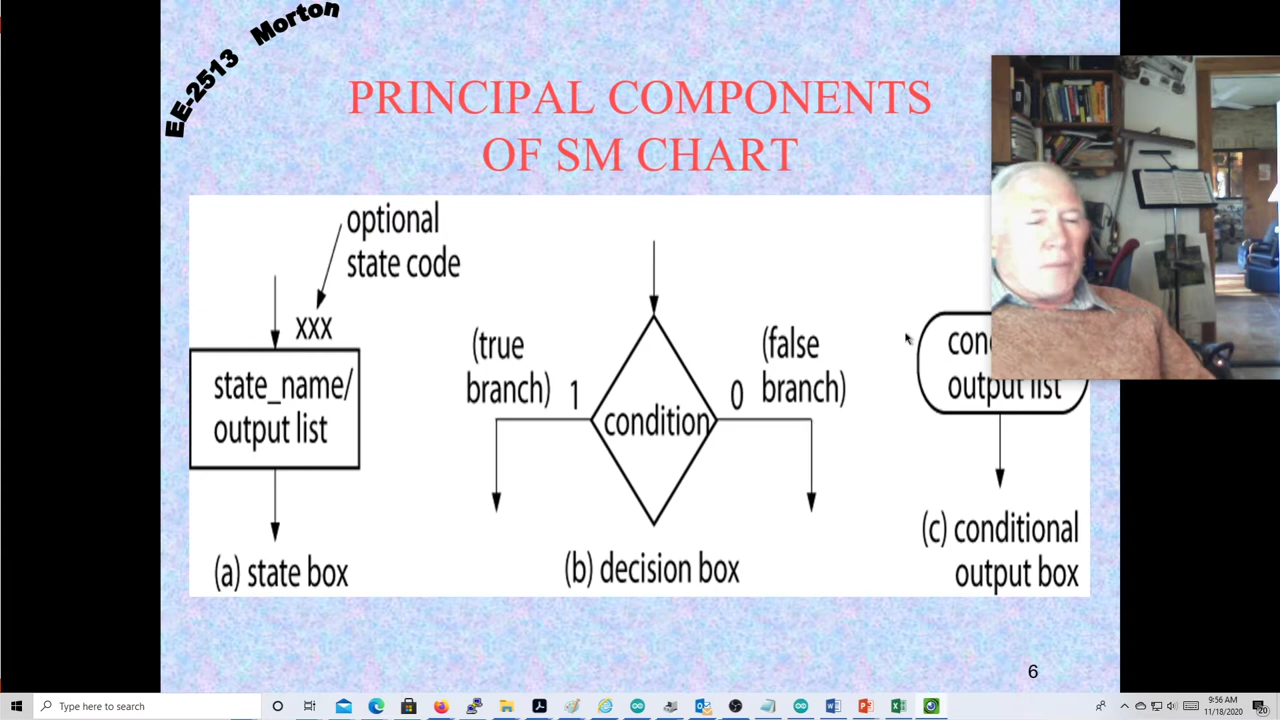 EE-2513 Morton
PRINCIPAL COMPONENTS
OF SM CHART
optional
state code
xxx
state_name/
output list
(a) state box
(true
branch) 1
condition
0 (false
branch)
(b) decision box
output list
(c) conditional
output box
6
Type here to search
9:56 AM
11/18/2020
20